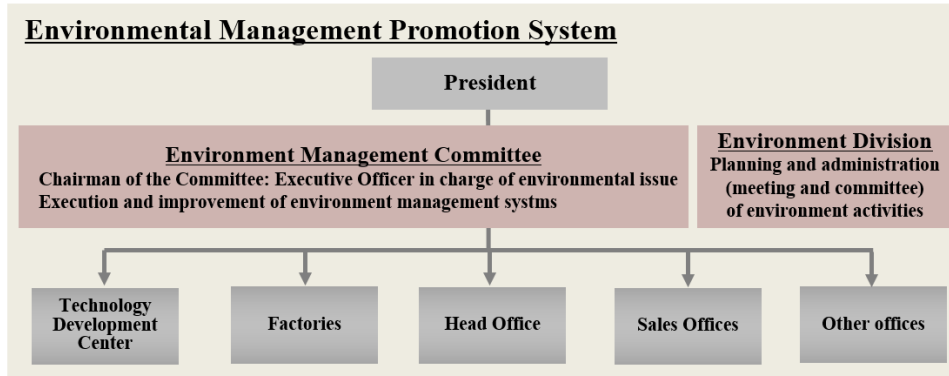 Environmental Management Promotion System
President
Environment Management Committee
Chairman of the Committee: Executive Officer in charge of environmental issue
Execution and improvement of environment management systms
Environment Division
Planning and administration
(meeting and committee)
of environment activities
Technology
Development
Center
Factories
Head Office
Sales Offices
Other offices